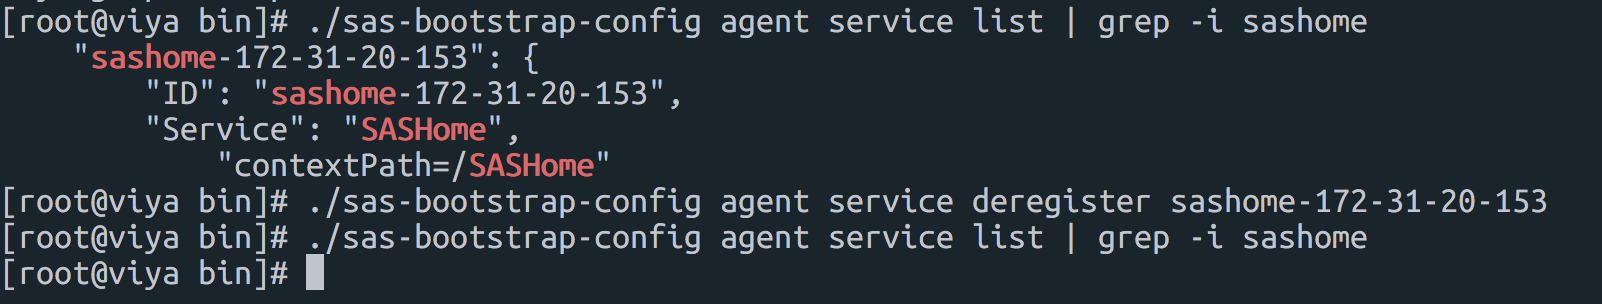 [root@viya bin]# ./sas-bootstrap-config agent service list | grep -i sashome
    "sashome-172-31-20-153": {
        "ID": "sashome-172-31-20-153",
        "Service": "SASHome",
            "contextPath=/SASHome"
[root@viya bin]# ./sas-bootstrap-config agent service deregister sashome-172-31-20-153
[root@viya bin]# ./sas-bootstrap-config agent service list | grep -i sashome
[root@viya bin]#